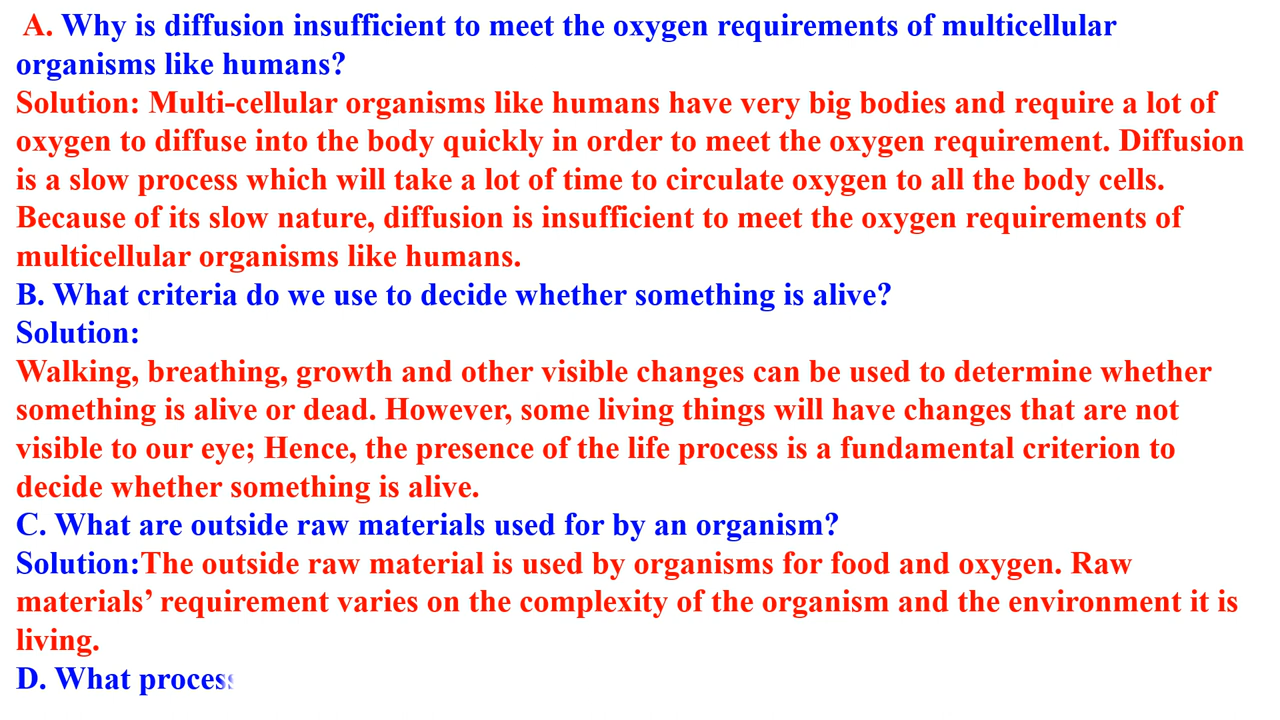 A. Why is diffusion insufficient to meet the oxygen requirements of multicellular
organisms like humans?
Solution: Multi-cellular organisms like humans have very big bodies and require a lot of
oxygen to diffuse into the body quickly in order to meet the oxygen requirement. Diffusion
is a slow process which will take a lot of time to circulate oxygen to all the body cells.
Because of its slow nature, diffusion is insufficient to meet the oxygen requirements of
multicellular organisms like humans.
B. What criteria do we use to decide whether something is alive?
Solution:
Walking, breathing, growth and other visible changes can be used to determine whether
something is alive or dead. However, some living things will have changes that are not
visible to our eye; Hence, the presence of the life process is a fundamental criterion to
decide whether something is alive.
C. What are outside raw materials used for by an organism?
Solution:The outside raw material is used by organisms for food and oxygen. Raw
materials’ requirement varies on the complexity of the organism and the environment it is
living.
D. What process